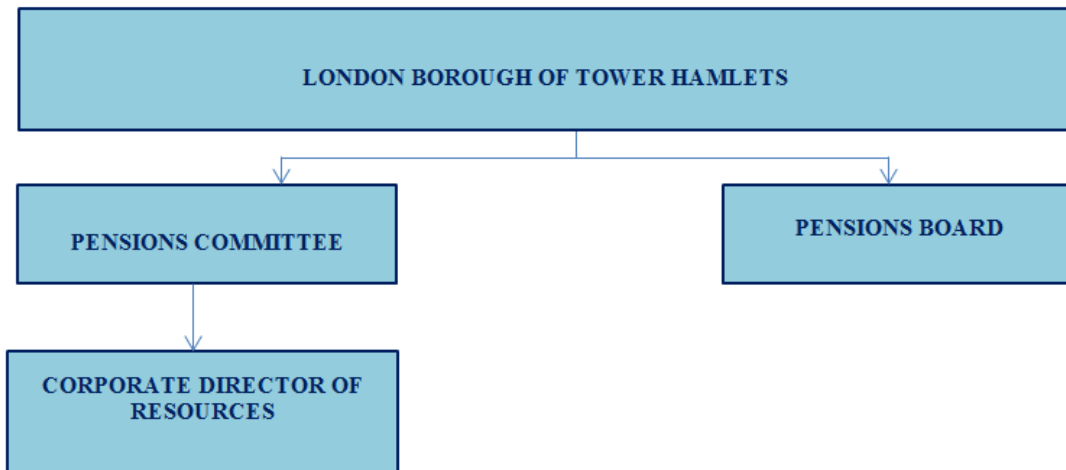 LONDON BOROUGH OF TOWER HAMLETS
PENSIONS COMMITTEE
PENSIONS BOARD
CORPORATE DIRECTOR OF
RESOURCES